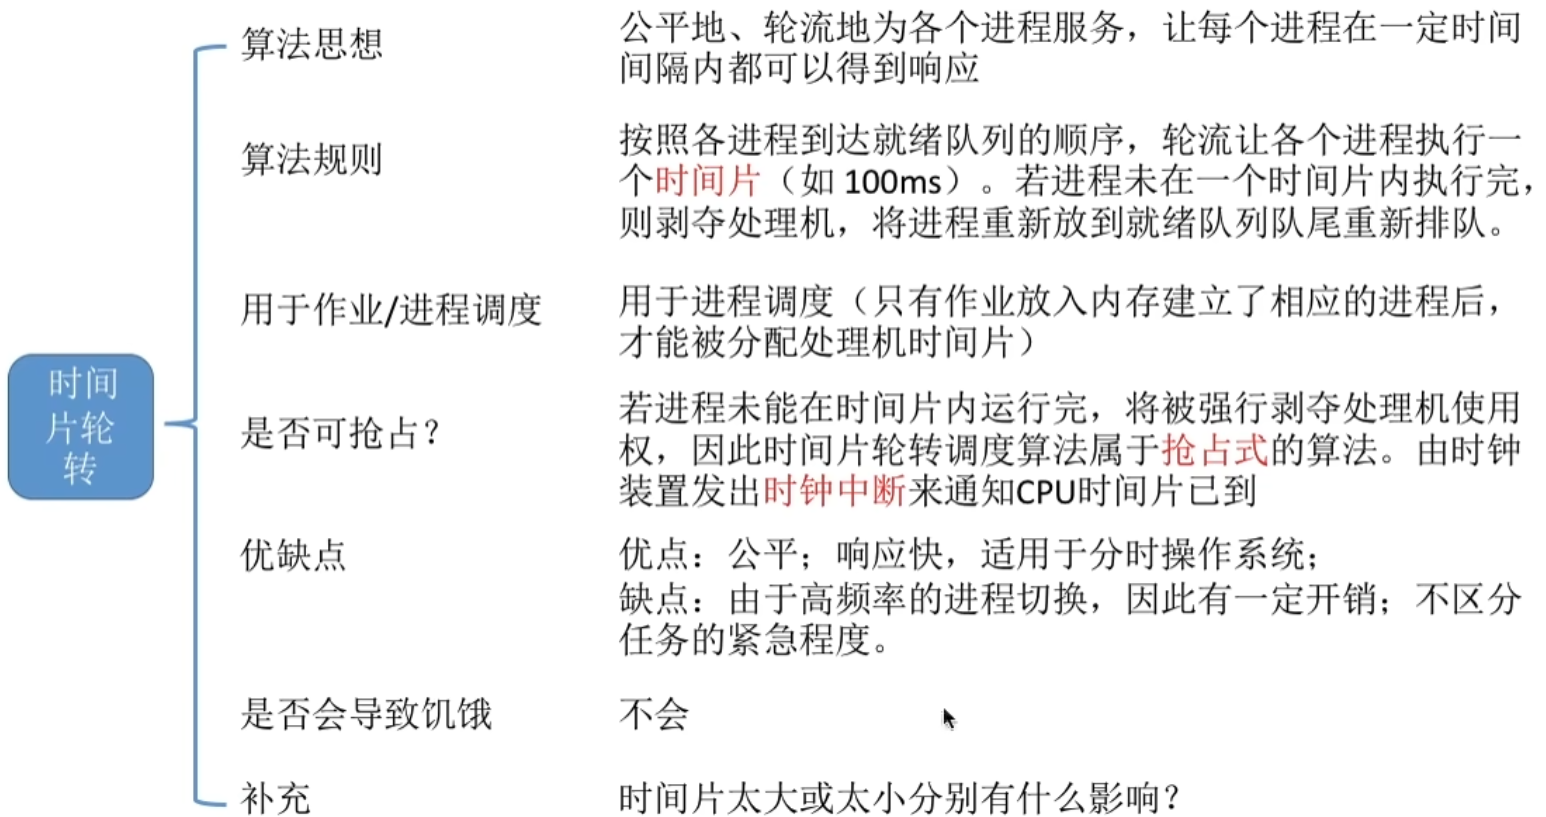 时间
片轮
转
算法思想
公平地、轮流地为各个进程服务，让每个进程在一定时间
间隔内都可以得到响应
算法规则
按照各进程到达就绪队列的顺序，轮流让各个进程执行一
个时间片（如 100ms）。若进程未在一个时间片内执行完，
则剥夺处理机，将进程重新放到就绪队列队尾重新排队。
用于作业/进程调度
用于进程调度（只有作业放入内存建立了相应的进程后，
才能被分配处理机时间片）
是否可抢占？
若进程未能在时间片内运行完，将被强行剥夺处理机使用
权，因此时间片轮转调度算法属于抢占式的算法。由时钟
装置发出时钟中断来通知CPU时间片已到
优缺点
优点：公平；响应快，适用于分时操作系统；
缺点：由于高频率的进程切换，因此有一定开销；不区分
任务的紧急程度。
是否会导致饥饿
不会
补充
时间片太大或太小分别有什么影响？